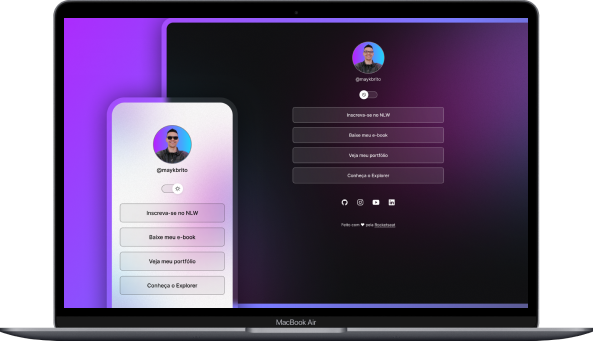 @maykbrito
Inscreva-se no NLW
Baixe meu e-book
Veja meu portfólio
Conheça o Explorer
@maykbrito
Inscreva-se no NLW
Baixe meu e-book
Veja meu portfólio
Conheça o Explorer
Feito com ♥ pela Rocketseat
MacBook Air